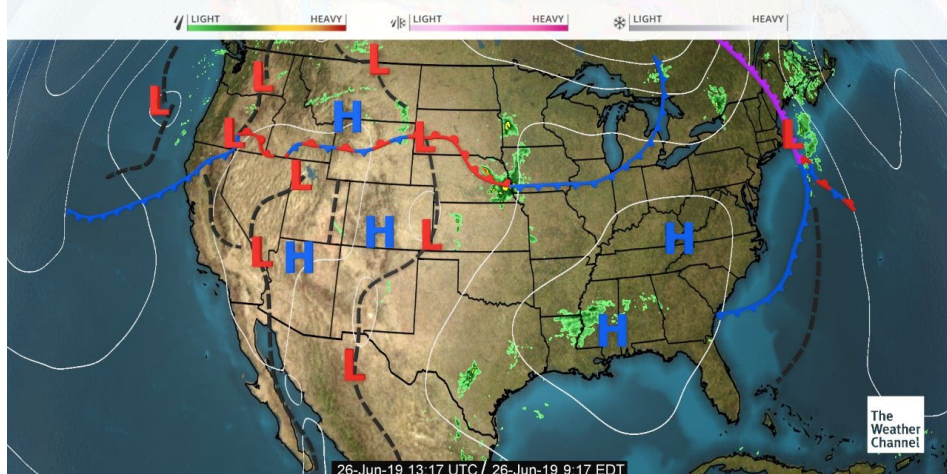 LIGHT HEAVY LIGHT HEAVY LIGHT HEAVY
L
L
L
H
L
L
L
L
H
L
L
H
H
H
L
The
Weather
Channel
26-Jun-19 13:17 UTC / 26-Jun-19 9:17 EDT